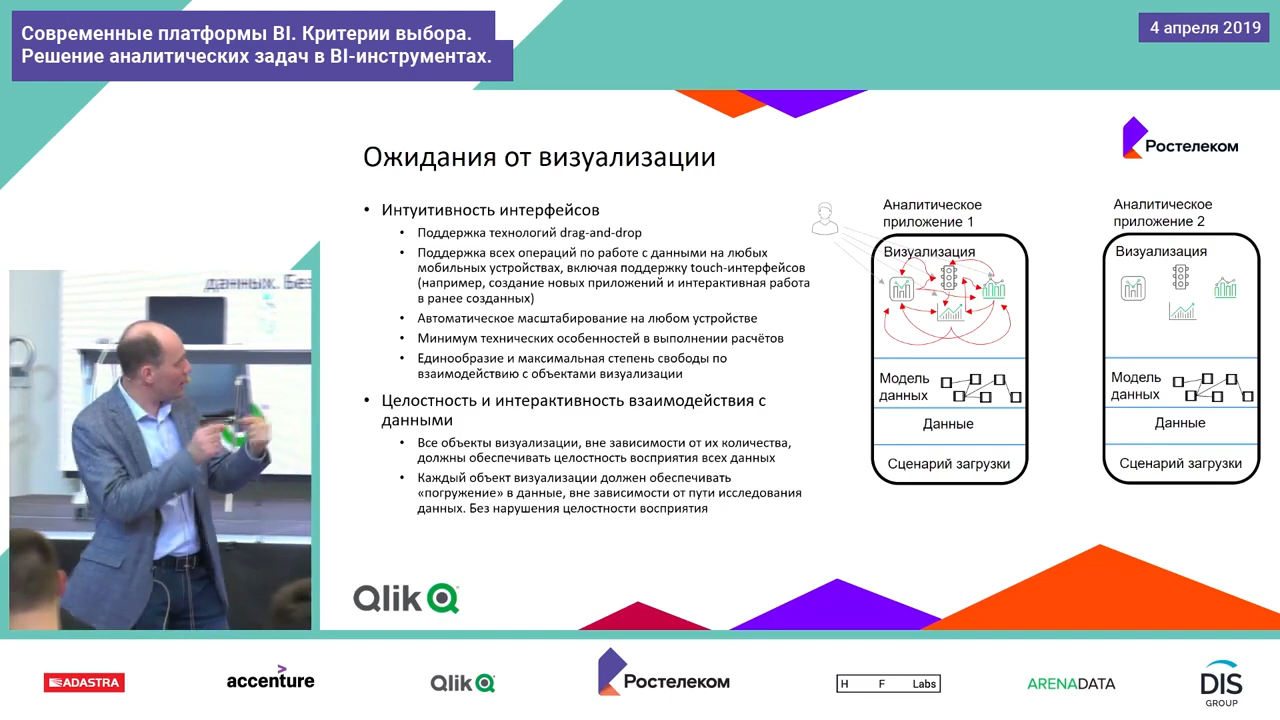 Современные платформы BI. Критерии выбора.
Решение аналитических задач в BI-инструментах.
4 апреля 2019
Ростелеком
Ожидания от визуализации
• Интуитивность интерфейсов
• Поддержка технологий drag-and-drop
• Поддержка всех операций по работе с данными на любых
мобильных устройствах, включая поддержку touch-интерфейсов
(например, создание новых приложений и интерактивная работа
в ранее созданных)
• Автоматическое масштабирование на любом устройстве
• Минимум технических особенностей в выполнении расчётов
• Единообразие и максимальная степень свободы по
взаимодействию с объектами визуализации
• Целостность и интерактивность взаимодействия с
данными
• Все объекты визуализации, вне зависимости от их количества,
должны обеспечивать целостность восприятия всех данных
• Каждый объект визуализации должен обеспечивать
«погружение» в данные, вне зависимости от пути исследования
данных. Без нарушения целостности восприятия
Аналитическое
приложение 1
Визуализация
Модель
данных
Данные
Сценарий загрузки
Аналитическое
приложение 2
Визуализация
Модель
данных
Данные
Сценарий загрузки
данных. Без
Qlik
ADASTRA
accenture
Qlik
Ростелеком
H F Labs
ARENADATA
DIS
GROUP